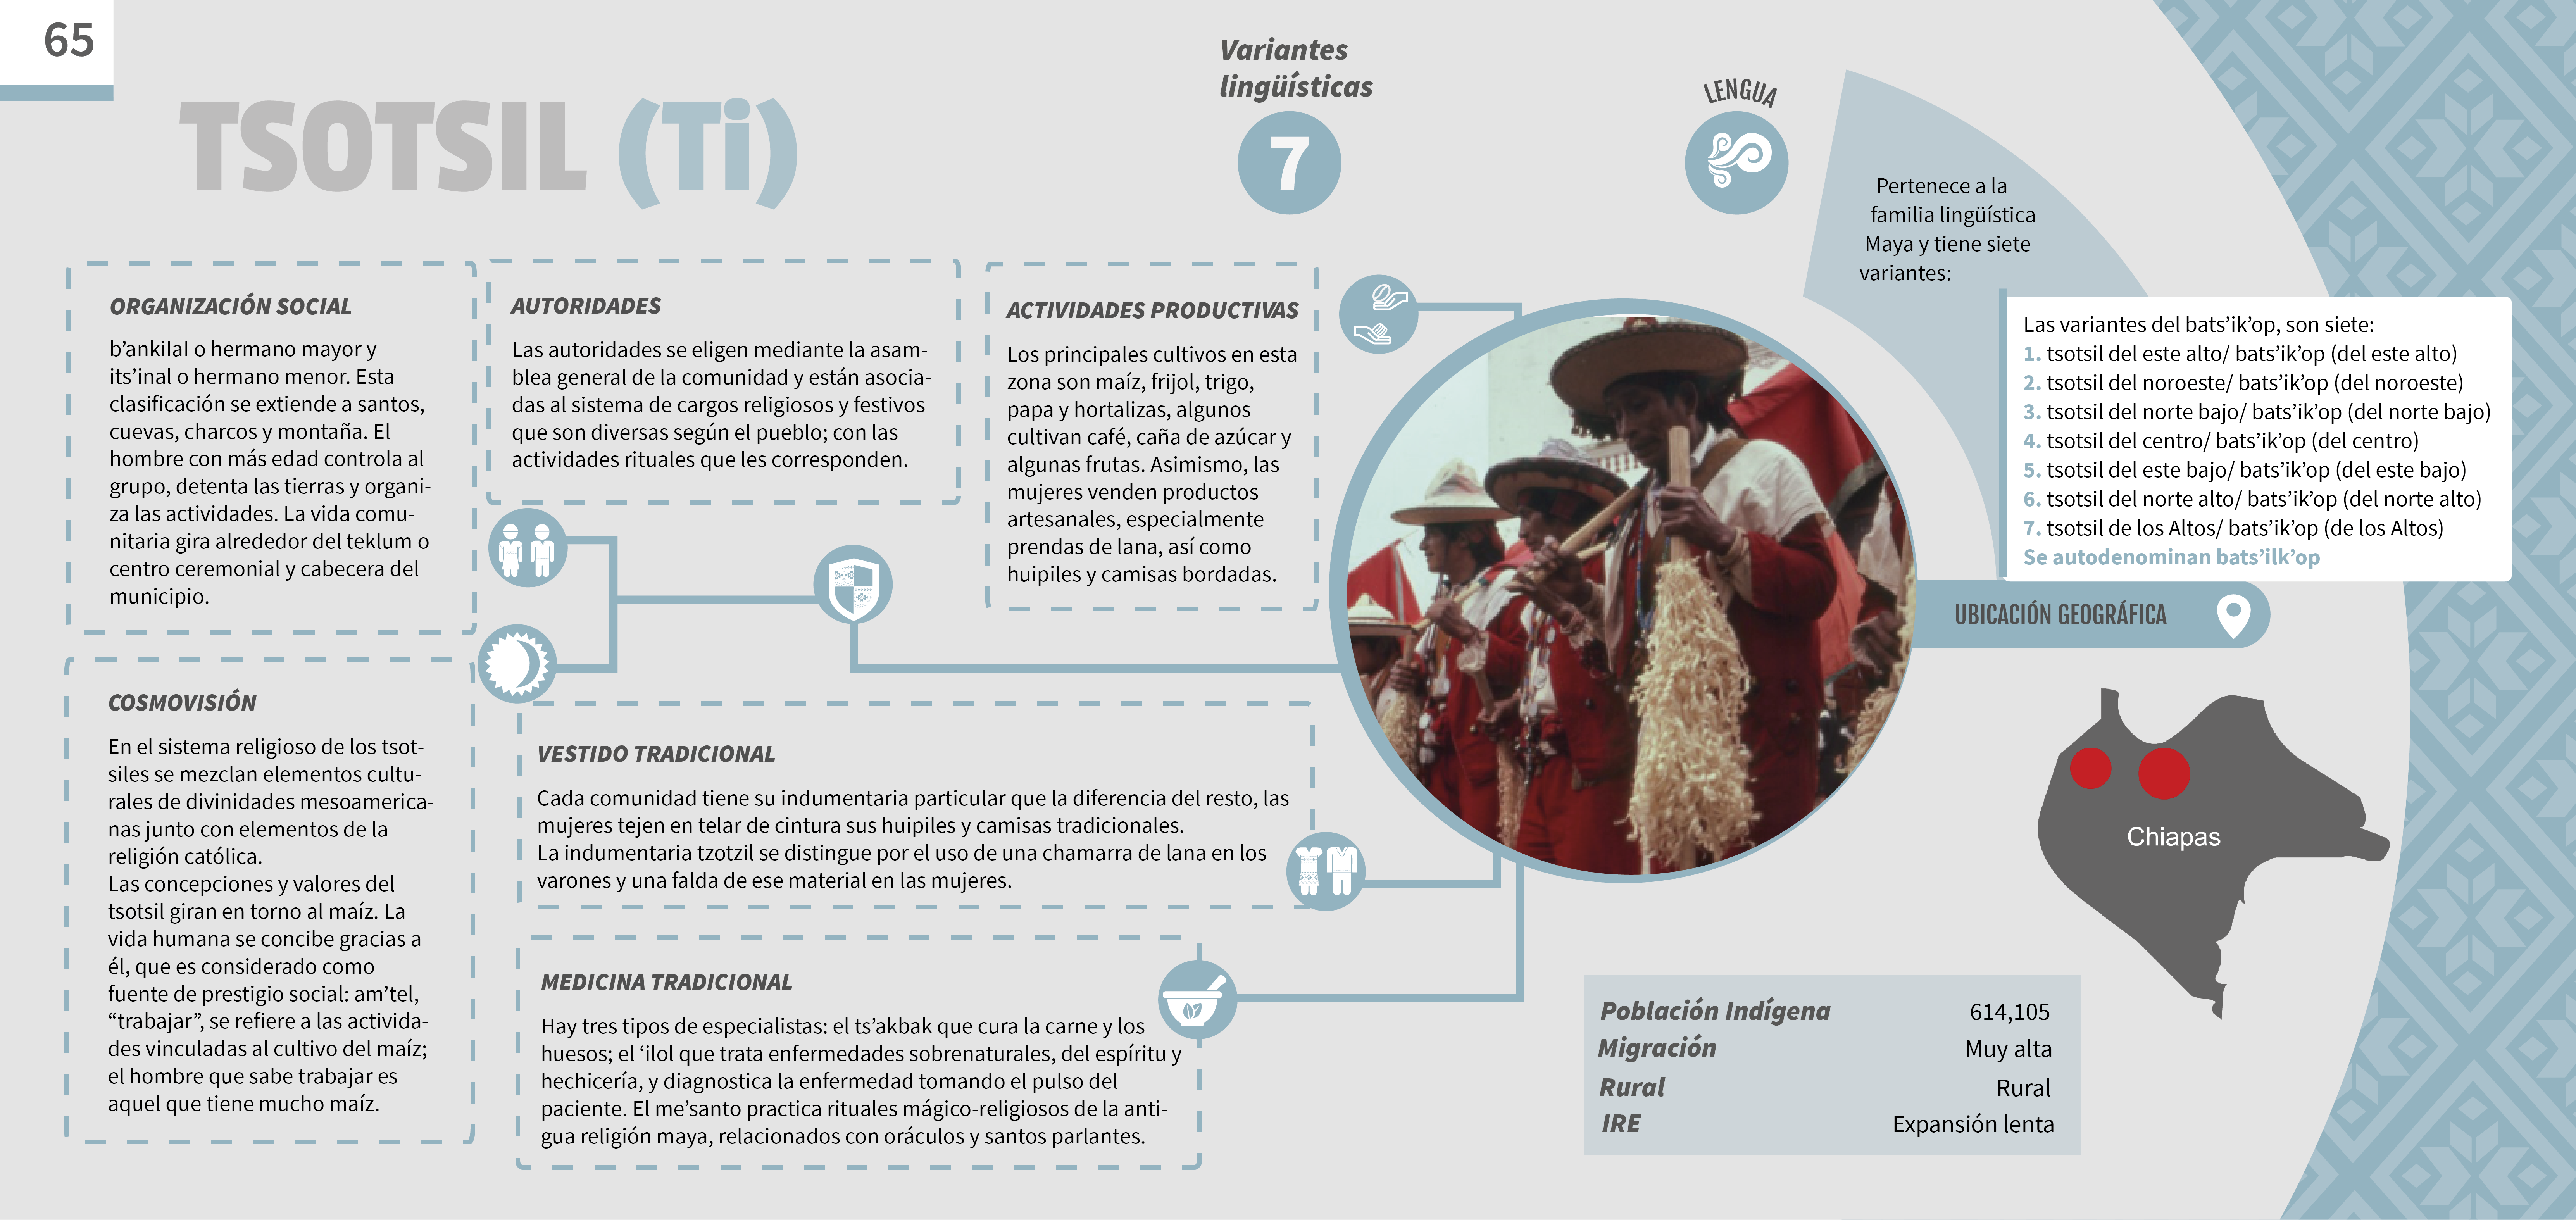 65
TSOTSIL (Ti)
Variantes
lingüísticas
7
LENGUA
Pertenece a la
familia lingüística
Maya y tiene siete
variantes:
Las variantes del bats’ik’op, son siete:
1. tsotsil del este alto/ bats’ik’op (del este alto)
2. tsotsil del noroeste/ bats’ik’op (del noroeste)
3. tsotsil del norte bajo/ bats’ik’op (del norte bajo)
4. tsotsil del centro/ bats’ik’op (del centro)
5. tsotsil del este bajo/ bats’ik’op (del este bajo)
6. tsotsil del norte alto/ bats’ik’op (del norte alto)
7. tsotsil de los Altos/ bats’ik’op (de los Altos)
Se autodenominan bats’ilk’op
ORGANIZACIÓN SOCIAL
b’ankilal o hermano mayor y
its’inal o hermano menor. Esta
clasificación se extiende a santos,
cuevas, charcos y montaña. El
hombre con más edad controla al
grupo, detenta las tierras y organi-
za las actividades. La vida comu-
nitaria gira alrededor del teklum o
centro ceremonial y cabecera del
municipio.
AUTORIDADES
Las autoridades se eligen mediante la asam-
blea general de la comunidad y están asocia-
das al sistema de cargos religiosos y festivos
que son diversas según el pueblo; con las
actividades rituales que les corresponden.
ACTIVIDADES PRODUCTIVAS
Los principales cultivos en esta
zona son maíz, frijol, trigo,
papa y hortalizas, algunos
cultivan café, caña de azúcar y
algunas frutas. Asimismo, las
mujeres venden productos
artesanales, especialmente
prendas de lana, así como
huipiles y camisas bordadas.
UBICACIÓN GEOGRÁFICA
Chiapas
COSMOVISIÓN
En el sistema religioso de los tsot-
siles se mezclan elementos cultu-
rales de divinidades mesoamerica-
nas junto con elementos de la
religión católica.
Las concepciones y valores del
tsotsil giran en torno al maíz. La
vida humana se concibe gracias a
él, que es considerado como
fuente de prestigio social: am’tel,
“trabajar”, se refiere a las activida-
des vinculadas al cultivo del maíz;
el hombre que sabe trabajar es
aquel que tiene mucho maíz.
VESTIDO TRADICIONAL
Cada comunidad tiene su indumentaria particular que la diferencia del resto, las
mujeres tejen en telar de cintura sus huipiles y camisas tradicionales.
La indumentaria tzotzil se distingue por el uso de una chamarra de lana en los
varones y una falda de ese material en las mujeres.
MEDICINA TRADICIONAL
Hay tres tipos de especialistas: el ts’akbak que cura la carne y los
huesos; el ‘ilol que trata enfermedades sobrenaturales, del espíritu y
hechicería, y diagnostica la enfermedad tomando el pulso del
paciente. El me’santo practica rituales mágico-religiosos de la anti-
gua religión maya, relacionados con oráculos y santos parlantes.
Población Indígena 614,105
Migración Muy alta
Rural Rural
IRE Expansión lenta